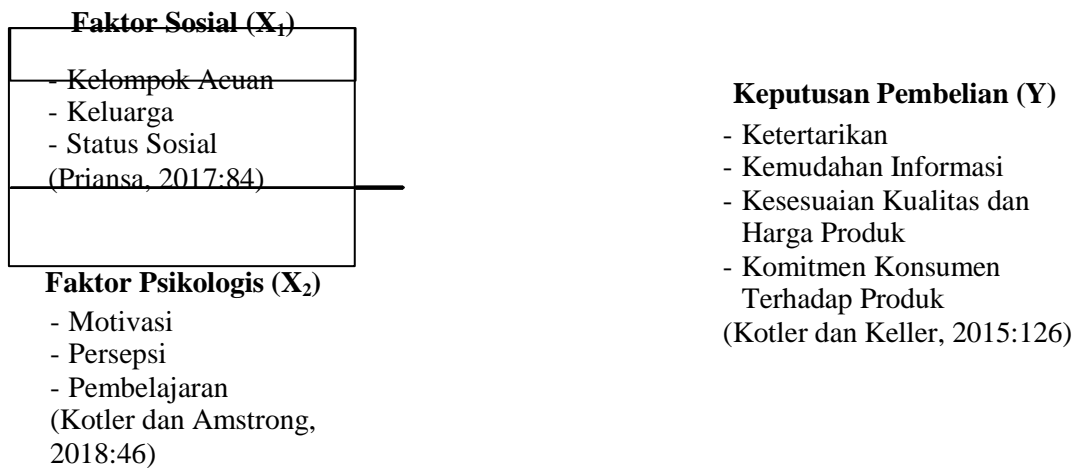 Faktor Sosial (X₁)
- Kelompok Acuan
- Keluarga
- Status Sosial
(Priansa, 2017:84)
Faktor Psikologis (X₂)
- Motivasi
- Persepsi
- Pembelajaran
(Kotler dan Amstrong,
2018:46)
Keputusan Pembelian (Y)
- Ketertarikan
- Kemudahan Informasi
- Kesesuaian Kualitas dan
Harga Produk
- Komitmen Konsumen
Terhadap Produk
(Kotler dan Keller, 2015:126)